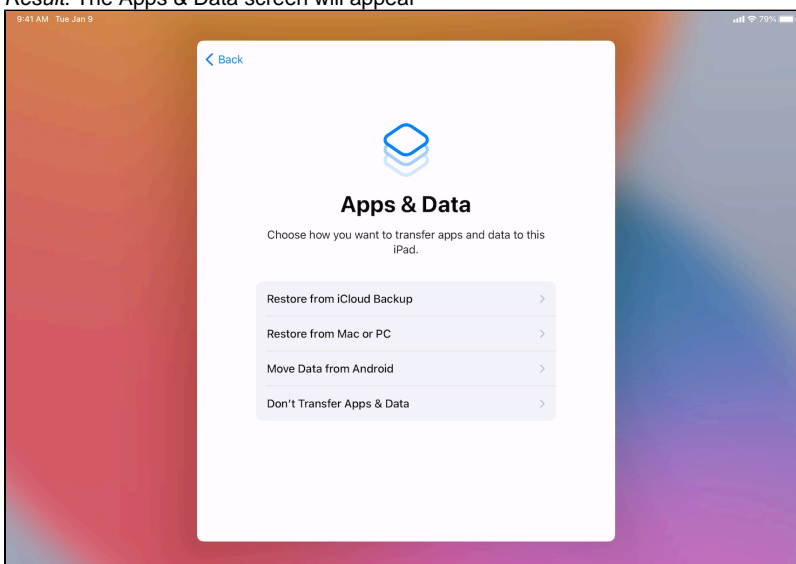 Result: The Apps & Data screen will appear
9:41 AM Tue Jan 9
79%
Back
Apps & Data
Choose how you want to transfer apps and data to this
iPad.
Restore from iCloud Backup
Restore from Mac or PC
Move Data from Android
Don't Transfer Apps & Data